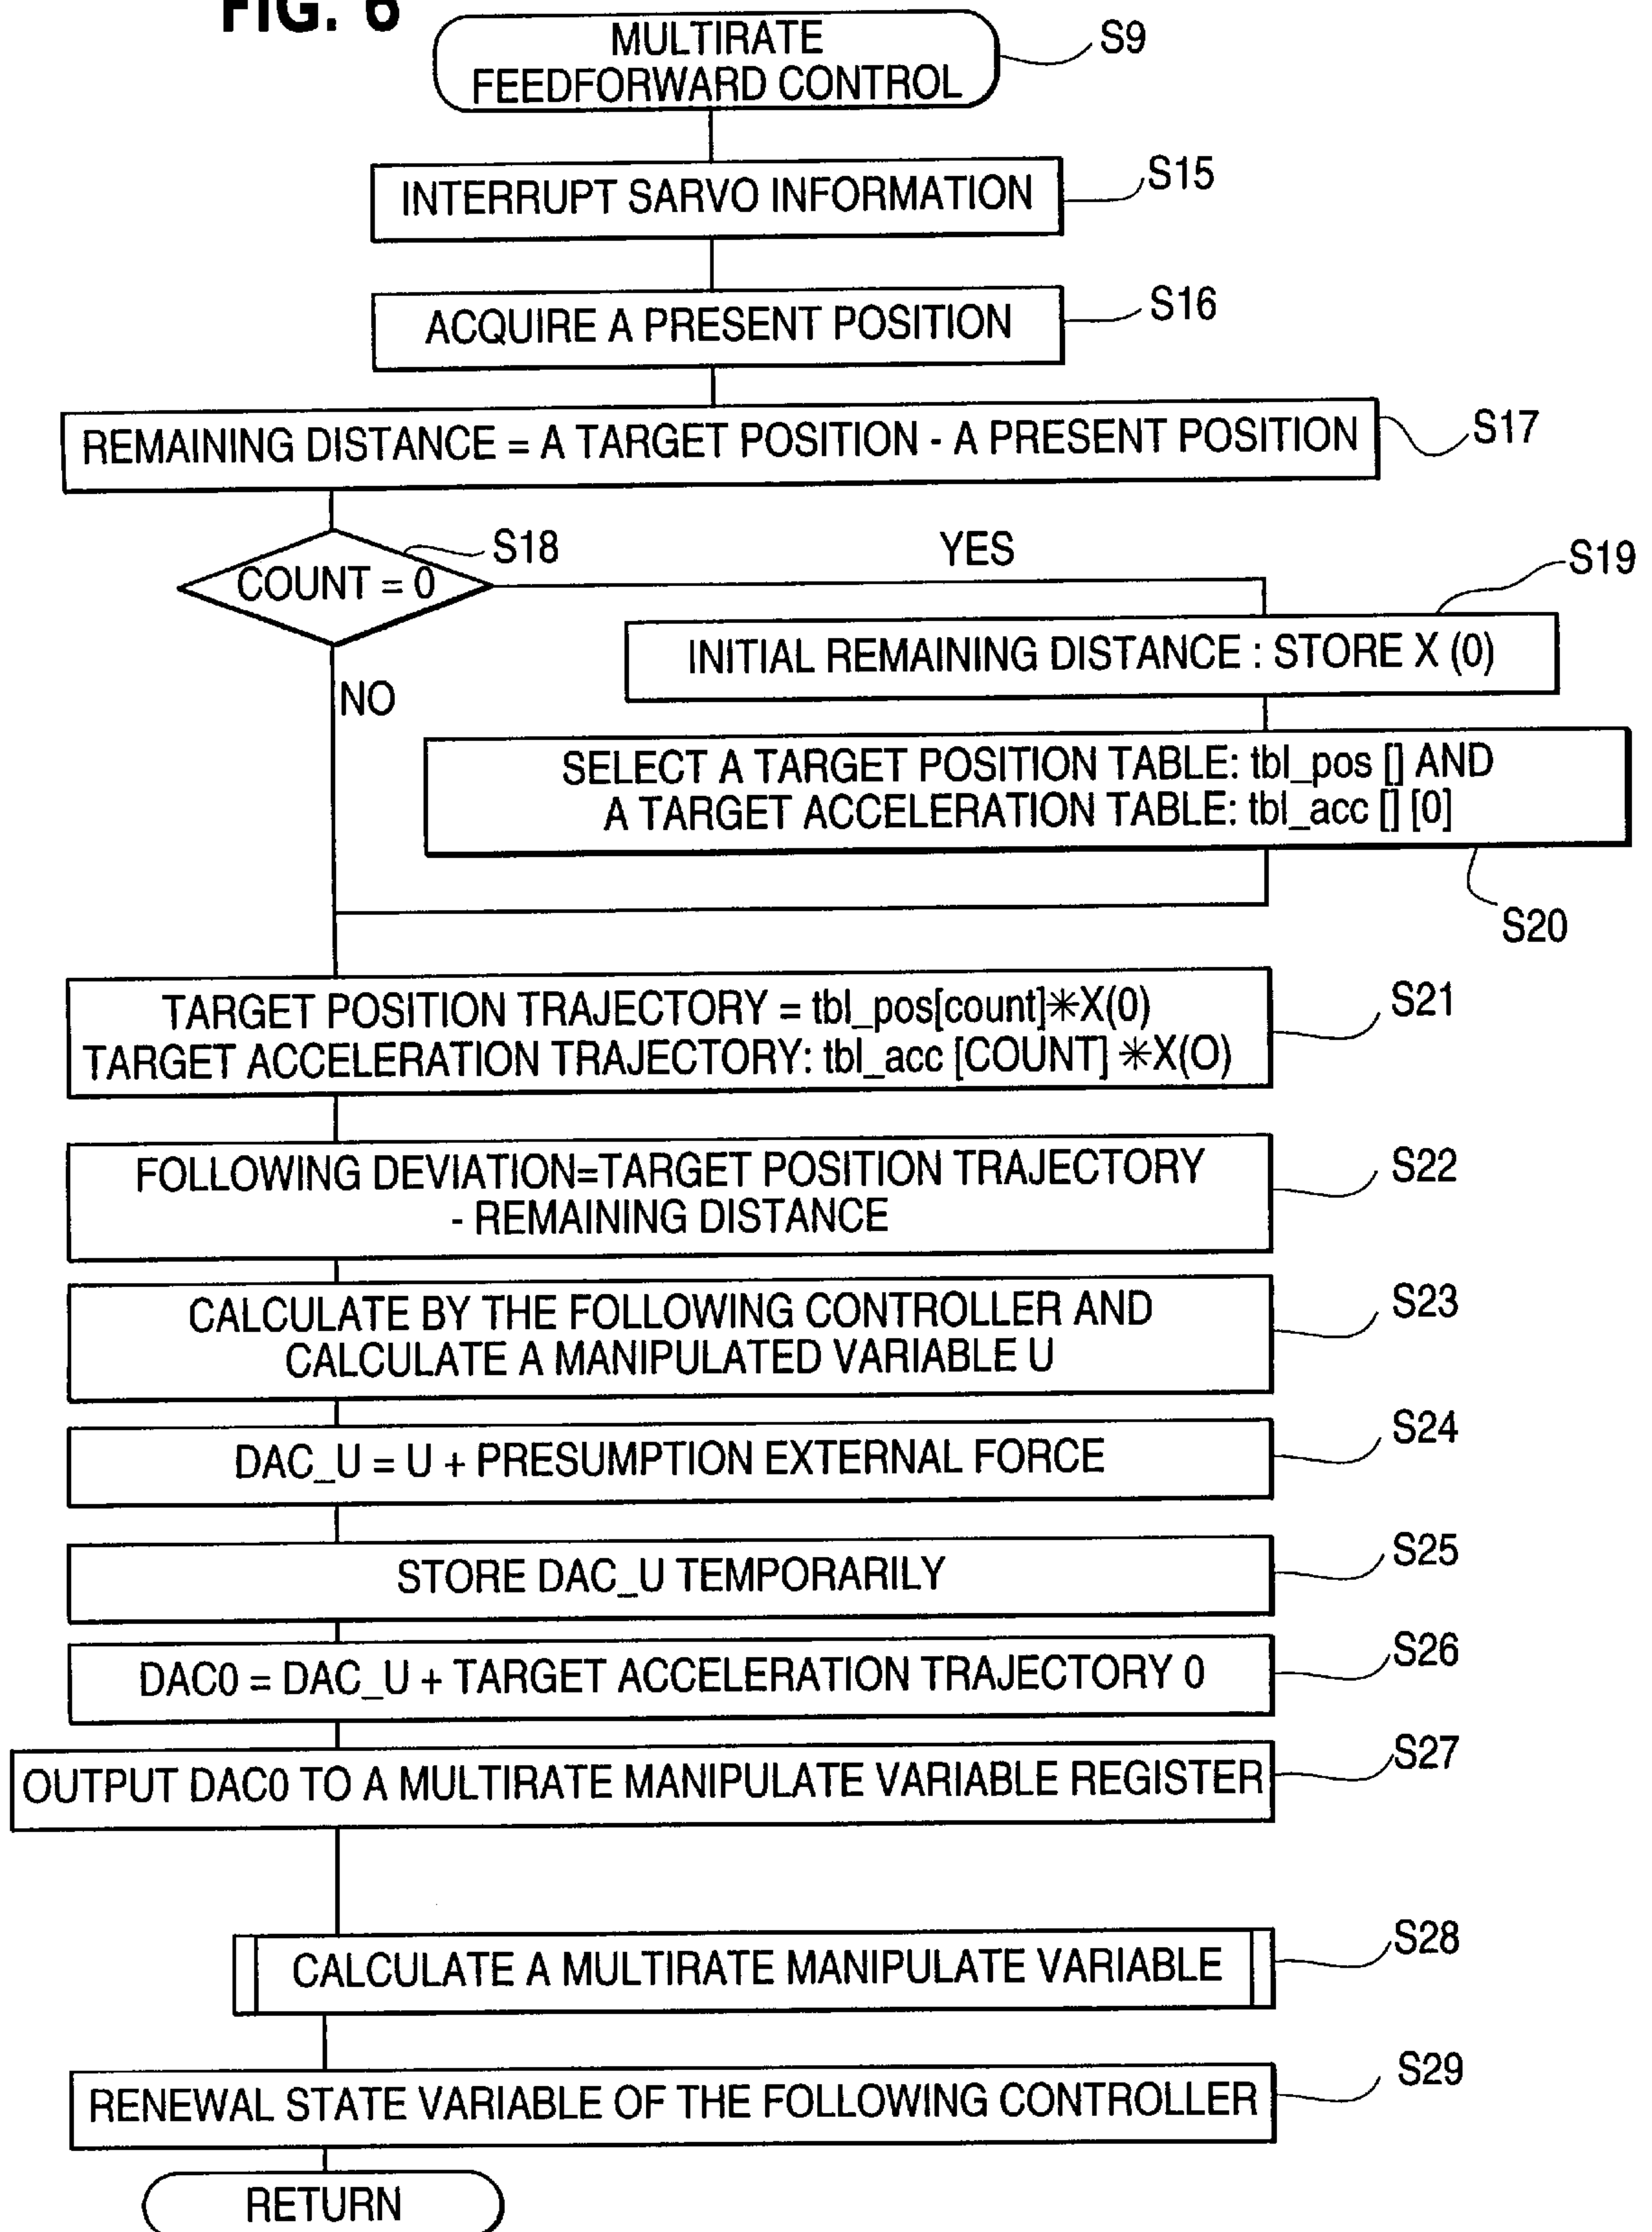 FIG. 6
MULTIRATE
FEEDFORWARD CONTROL
S9
INTERRUPT SARVO INFORMATION
S15
ACQUIRE A PRESENT POSITION
S16
REMAINING DISTANCE = A TARGET POSITION - A PRESENT POSITION
S17
COUNT = 0
S18
YES
NO
INITIAL REMAINING DISTANCE : STORE X (0)
S19
SELECT A TARGET POSITION TABLE: tbl_pos [] AND
A TARGET ACCELERATION TABLE: tbl_acc [] [0]
S20
TARGET POSITION TRAJECTORY = tbl_pos[count]*X(0)
TARGET ACCELERATION TRAJECTORY: tbl_acc [COUNT] *X(O)
S21
FOLLOWING DEVIATION=TARGET POSITION TRAJECTORY
- REMAINING DISTANCE
S22
CALCULATE BY THE FOLLOWING CONTROLLER AND
CALCULATE A MANIPULATED VARIABLE U
S23
DAC_U = U + PRESUMPTION EXTERNAL FORCE
S24
STORE DAC_U TEMPORARILY
S25
DAC0 = DAC_U + TARGET ACCELERATION TRAJECTORY 0
S26
OUTPUT DAC0 TO A MULTIRATE MANIPULATE VARIABLE REGISTER
S27
CALCULATE A MULTIRATE MANIPULATE VARIABLE
S28
RENEWAL STATE VARIABLE OF THE FOLLOWING CONTROLLER
S29
RETURN